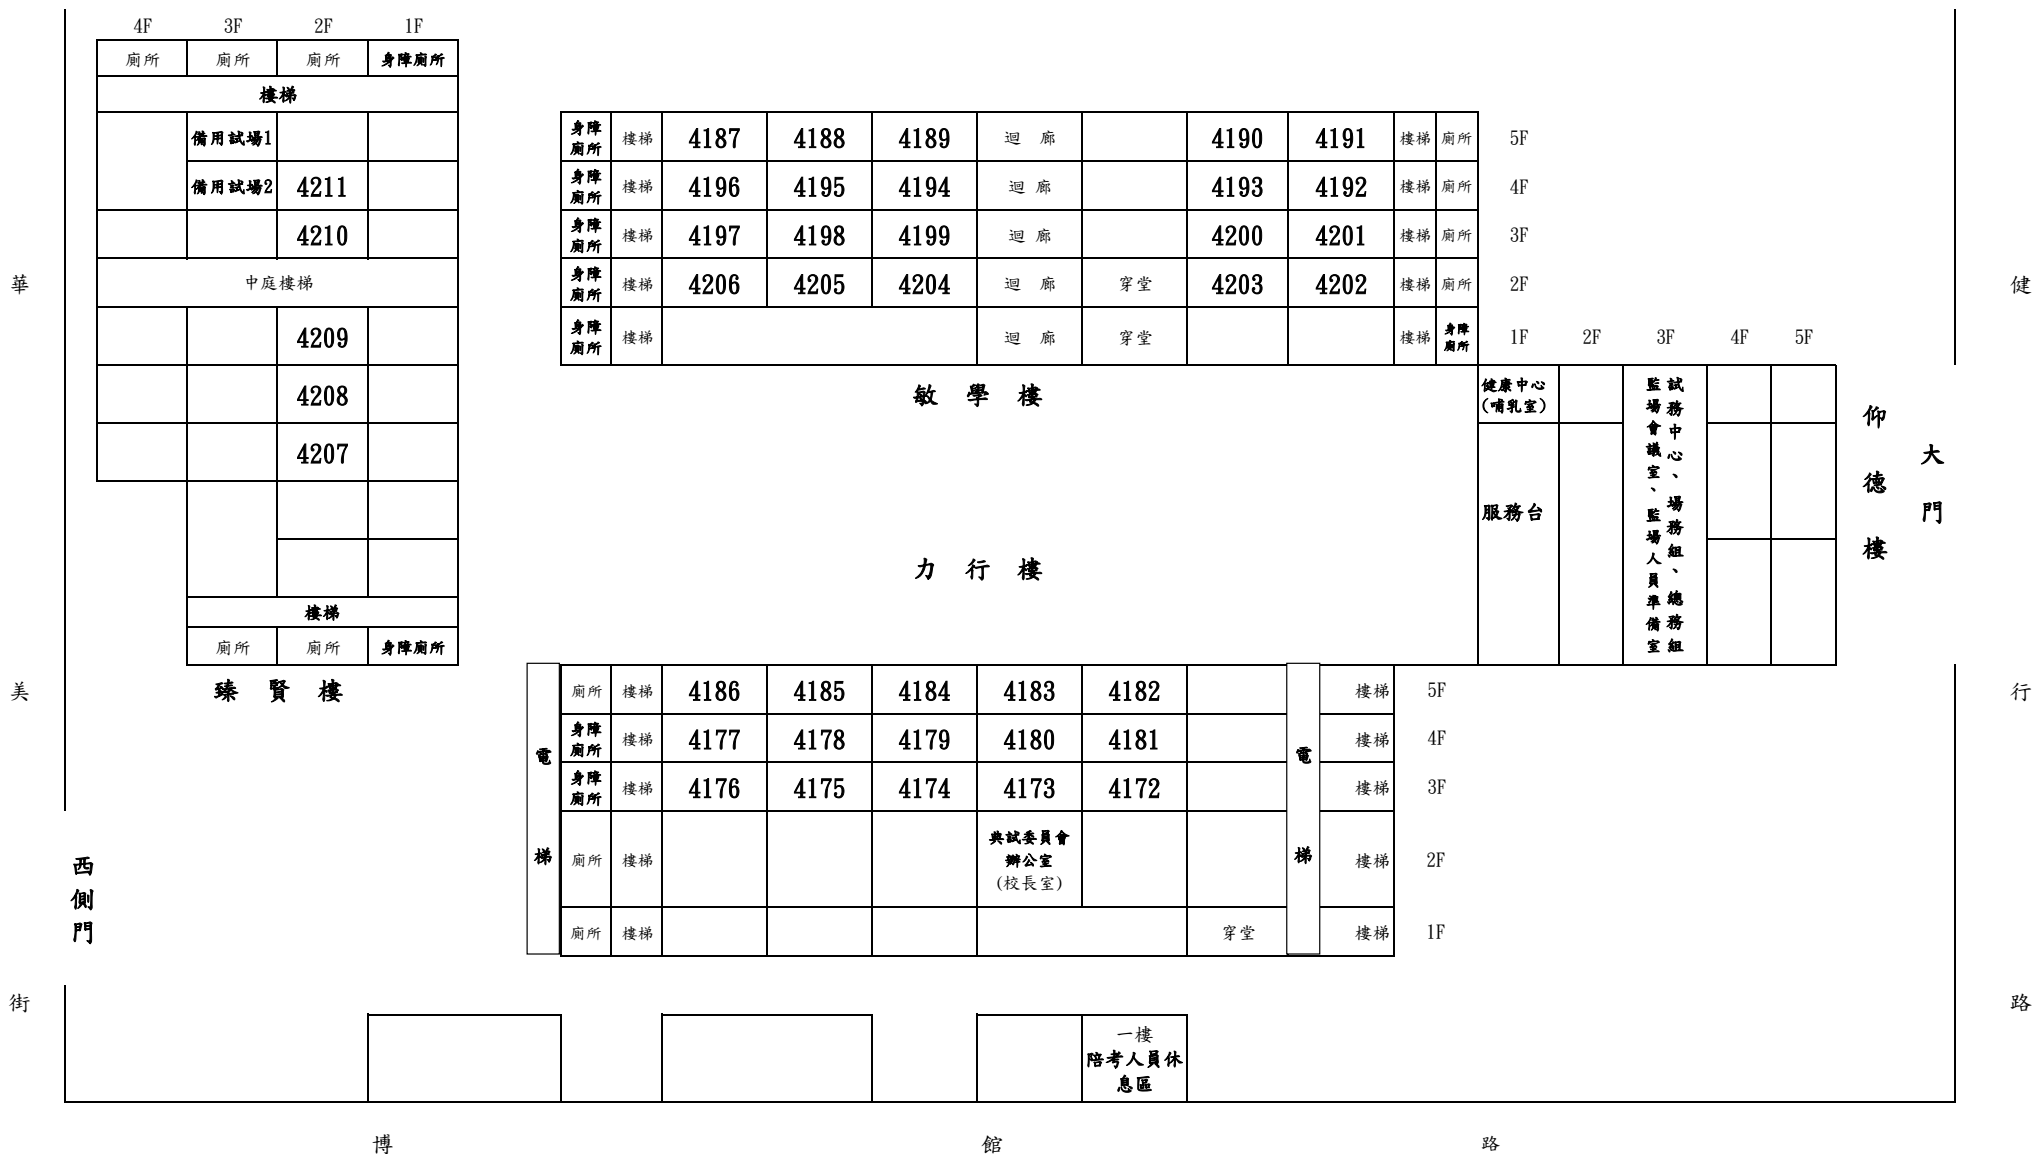 4F 3F 2F 1F
廁所 廁所 廁所 身障廁所
樓梯
備用試場1
備用試場2 4211
4210
中庭樓梯
4209
4208
4207
樓梯
廁所 廁所 身障廁所
臻賢樓
身障廁所 樓梯 4187 4188 4189 迴廊 4190 4191 樓梯 廁所 5F
身障廁所 樓梯 4196 4195 4194 迴廊 4193 4192 樓梯 廁所 4F
身障廁所 樓梯 4197 4198 4199 迴廊 4200 4201 樓梯 廁所 3F
身障廁所 樓梯 4206 4205 4204 迴廊 穿堂 4203 4202 樓梯 廁所 2F
身障廁所 樓梯 迴廊 穿堂 樓梯 身障廁所 1F 2F 3F 4F 5F
敏學樓
健康中心
(哺乳室)
服務台
試務中心、場務組、總務組
監場會議室、監場人員準備室
仰德樓
大門
力行樓
電梯
電梯
廁所 樓梯 4186 4185 4184 4183 4182 樓梯 5F
身障廁所 樓梯 4177 4178 4179 4180 4181 樓梯 4F
身障廁所 樓梯 4176 4175 4174 4173 4172 樓梯 3F
廁所 樓梯 典試委員會
辦公室
(校長室) 樓梯 2F
廁所 樓梯 穿堂 樓梯 1F
西側門
一樓
陪考人員休
息區
華美街
健行路
博館路